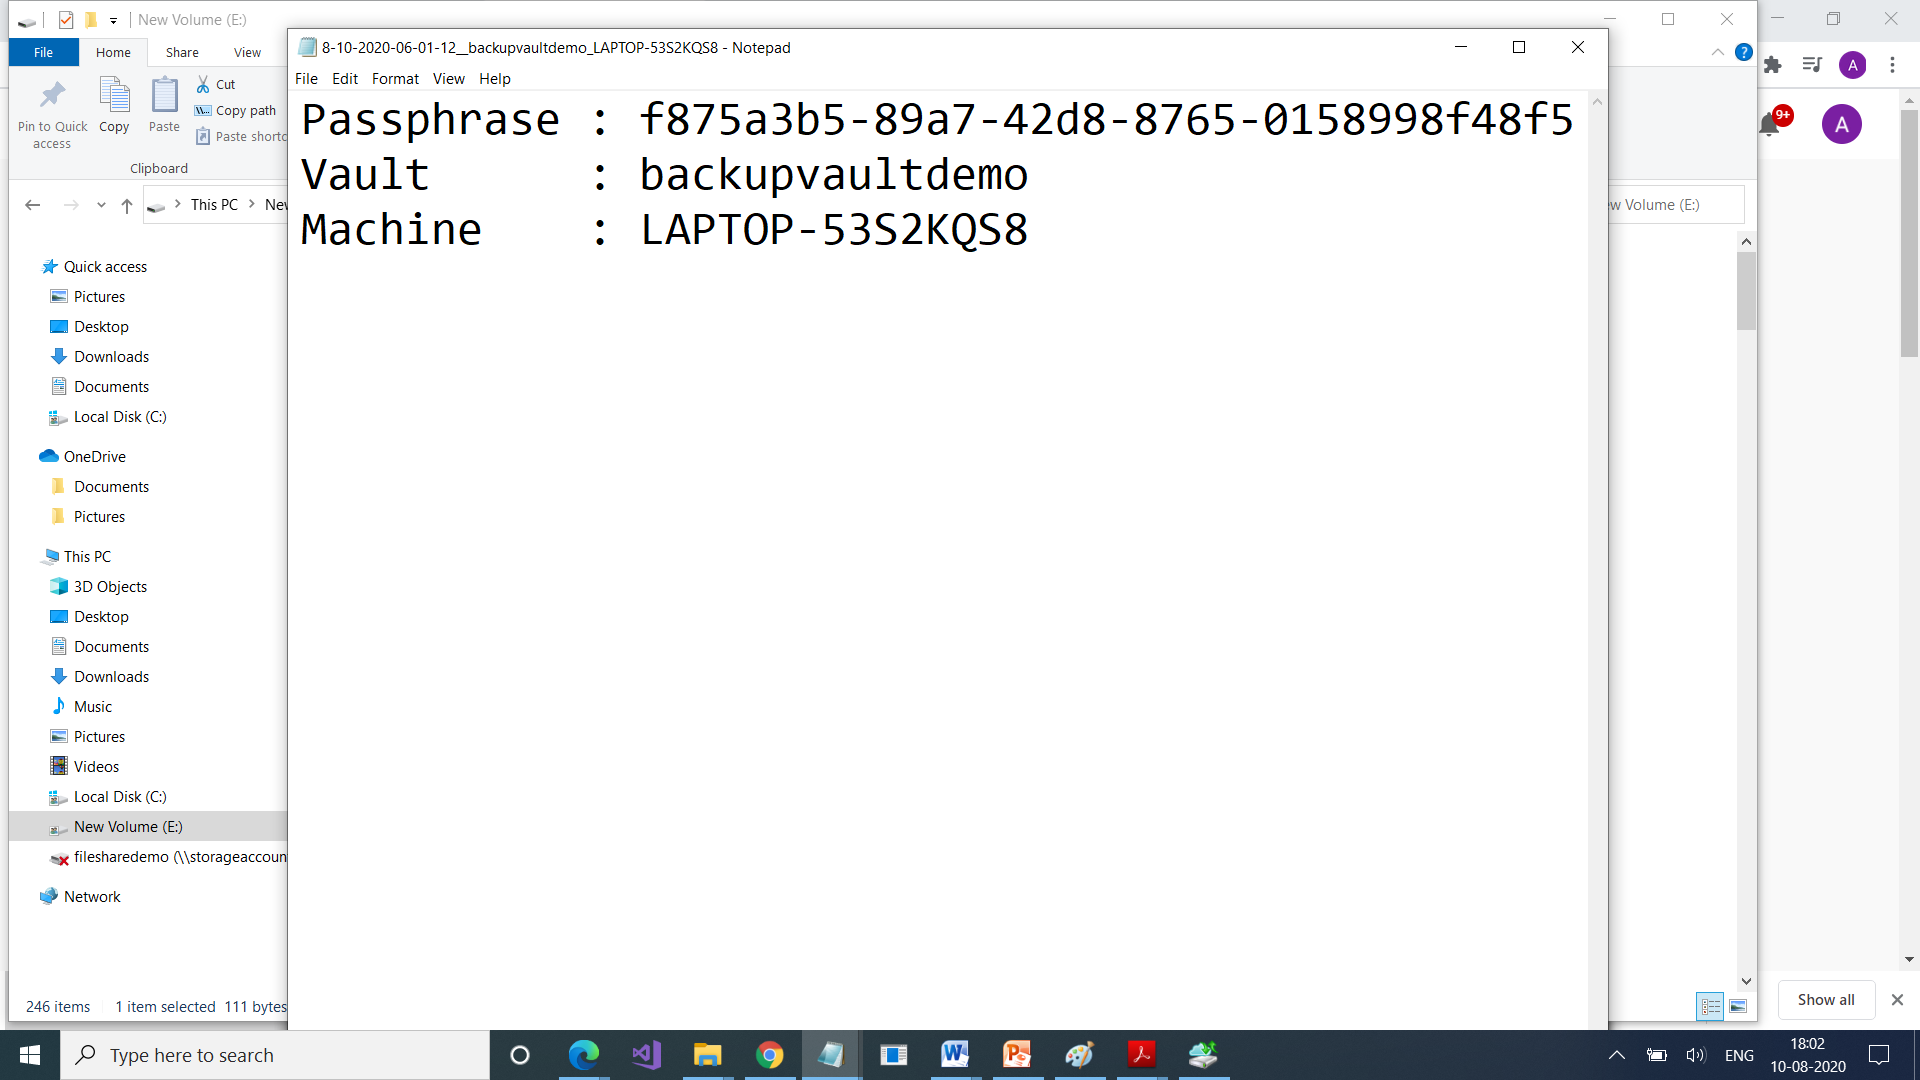 New Volume (E:)
File
Home
Share
View
Pin to Quick
access
Copy
Paste
Cut
Copy path
Paste shortc
Clipboard
This PC
New
8-10-2020-06-01-12__backupvaultdemo_LAPTOP-53S2KQS8 - Notepad
File Edit Format View Help
Passphrase : f875a3b5-89a7-42d8-8765-0158998f48f5
Vault : backupvaultdemo
Machine : LAPTOP-53S2KQS8
w Volume (E:)
?
A
9+
A
Quick access
Pictures
Desktop
Downloads
Documents
Local Disk (C:)
OneDrive
Documents
Pictures
This PC
3D Objects
Desktop
Documents
Downloads
Music
Pictures
Videos
Local Disk (C:)
New Volume (E:)
filesharedemo (\\storageaccoun
Network
246 items 1 item selected 111 bytes
Show all
Type here to search
ENG
18:02
10-08-2020